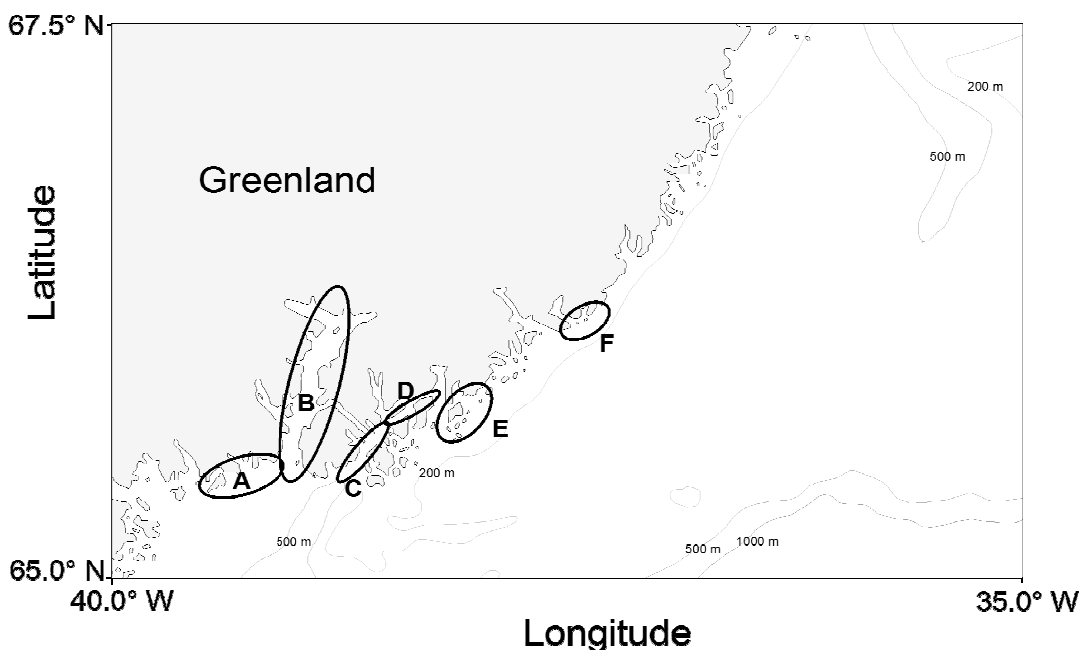 67.5° N
200 m
500 m
Greenland
Latitude
F
D
B
E
A
C
200 m
500 m
500 m
1000 m
65.0° N
40.0° W
35.0° W
Longitude